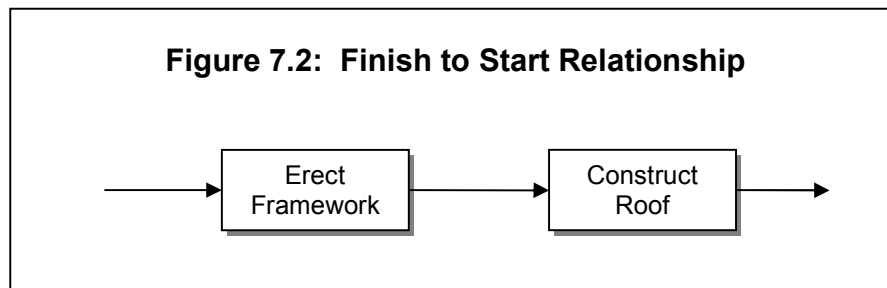 Figure 7.2:  Finish to Start Relationship
Erect
Framework
Construct
Roof